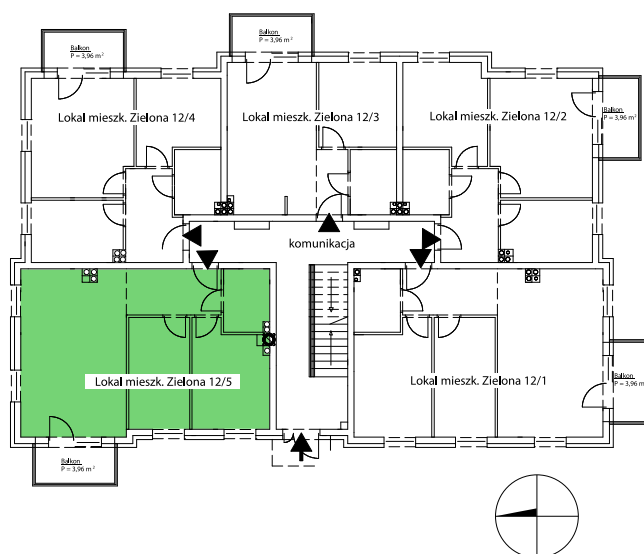 Balkon
P = 3,96 m²
Balkon
P = 3,96 m²
Lokal mieszk. Zielona 12/4
Lokal mieszk. Zielona 12/3
Lokal mieszk. Zielona 12/2
Balkon
P = 3,96 m²
komunikacja
Lokal mieszk. Zielona 12/5
Lokal mieszk. Zielona 12/1
Balkon
P = 3,96 m²
Balkon
P = 3,96 m²